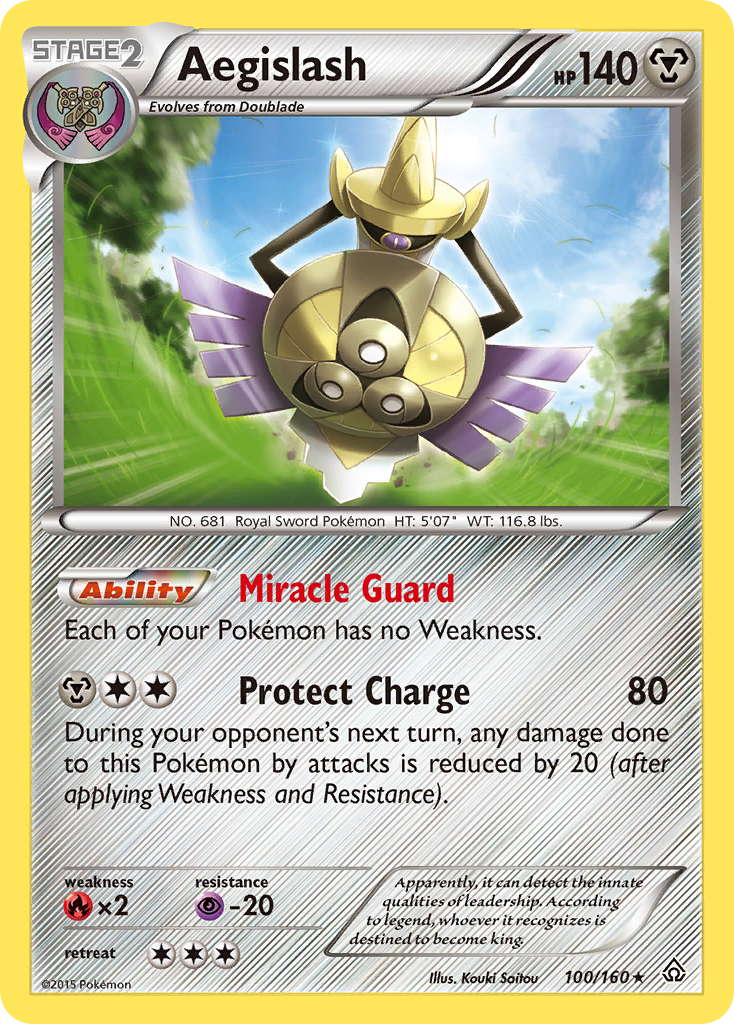 STAGE2
Aegislash
HP140
Evolves from Doublade
NO. 681 Royal Sword Pokémon HT: 5'07" WT: 116.8 lbs.
Ability Miracle Guard
Each of your Pokémon has no Weakness.
Protect Charge 80
During your opponent's next turn, any damage done
to this Pokémon by attacks is reduced by 20 (after
applying Weakness and Resistance).
weakness resistance
×2 -20
retreat
Apparently, it can detect the innate
qualities of leadership. According
to legend, whoever it recognizes is
destined to become king.
©2015 Pokémon
Illus. Kouki Saitou 100/160★